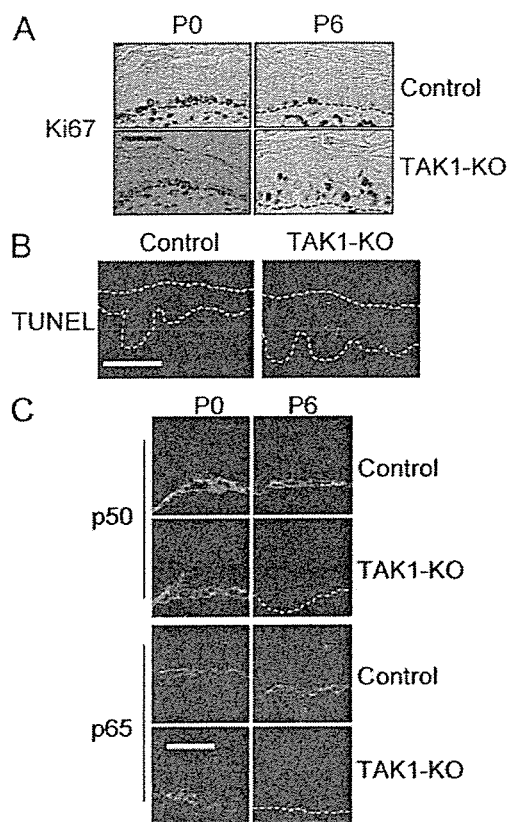 A
P0 P6
Control
Ki67
TAK1-KO
B
Control TAK1-KO
TUNEL
C
P0 P6
Control
p50
TAK1-KO
Control
p65
TAK1-KO